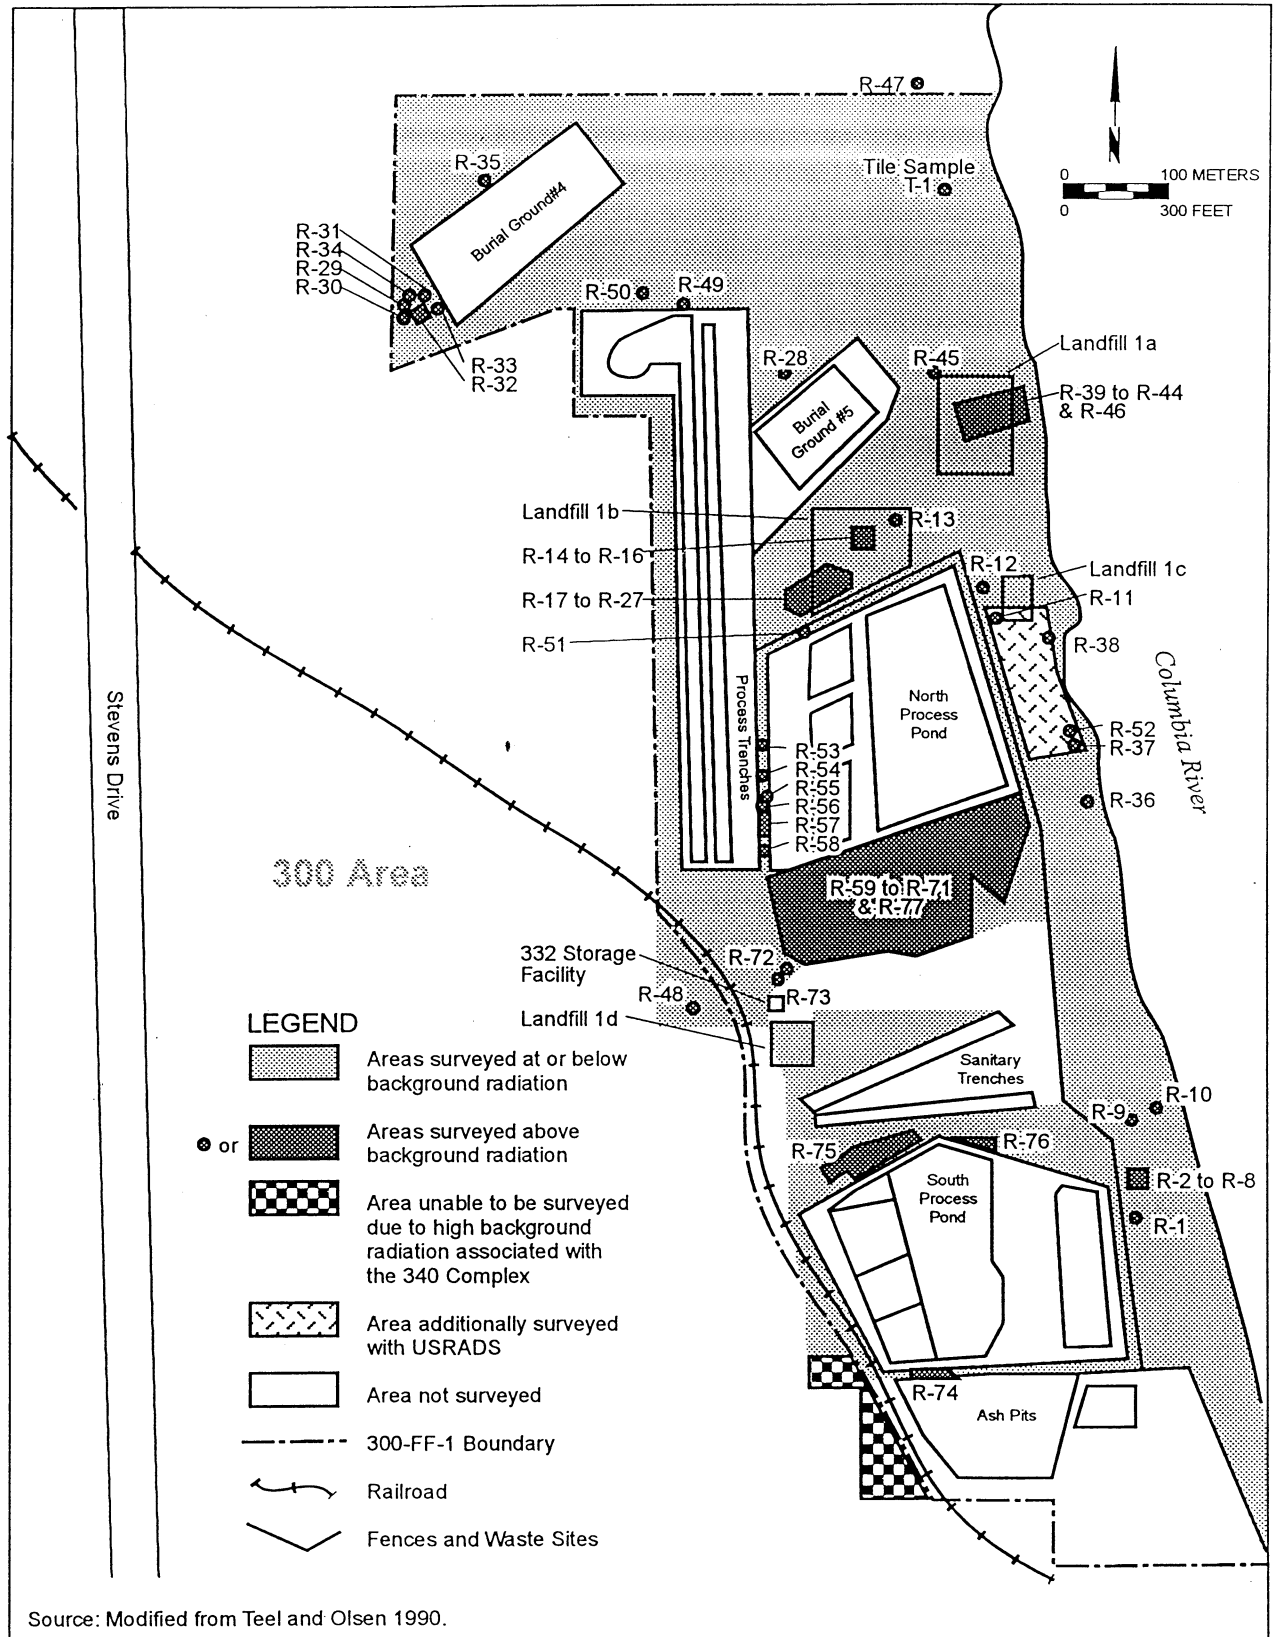 R-47
Tile Sample
T-1
0 100 METERS
0 300 FEET
N
R-35
Burial Ground#4
R-31
R-34
R-29
R-30
R-33
R-32
R-50
R-49
R-28
R-45
Landfill 1a
R-39 to R-44
& R-46
Burial
Ground #5
Landfill 1b
R-13
R-14 to R-16
R-12
Landfill 1c
R-17 to R-27
R-11
R-51
R-38
Process Trenches
North
Process
Pond
Columbia River
Stevens Drive
R-52
R-37
R-53
R-54
R-55
R-56
R-57
R-58
R-36
300 Area
R-59 to R-71
& R-77
332 Storage
Facility
R-72
R-73
R-48
Landfill 1d
Sanitary
Trenches
R-10
R-9
R-75
R-76
South
Process
Pond
R-2 to R-8
R-1
R-74
Ash Pits
LEGEND
Areas surveyed at or below
background radiation
or
Areas surveyed above
background radiation
Area unable to be surveyed
due to high background
radiation associated with
the 340 Complex
Area additionally surveyed
with USRADS
Area not surveyed
300-FF-1 Boundary
Railroad
Fences and Waste Sites
Source: Modified from Teel and Olsen 1990.